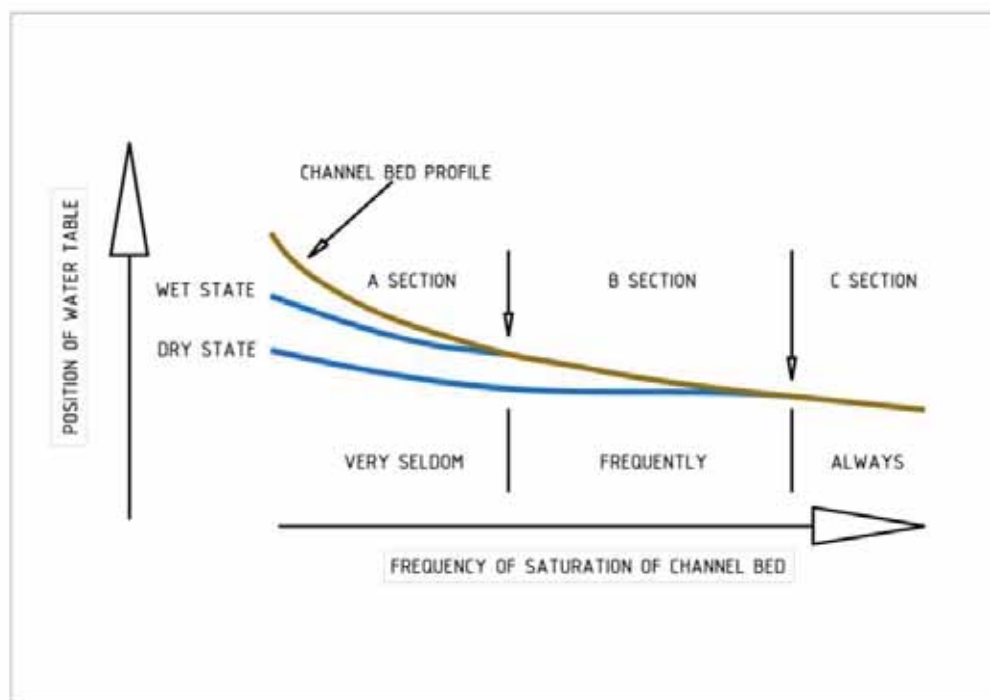 CHANNEL BED PROFILE
POSITION OF WATER TABLE
A SECTION
B SECTION
C SECTION
WET STATE
DRY STATE
VERY SELDOM
FREQUENTLY
ALWAYS
FREQUENCY OF SATURATION OF CHANNEL BED